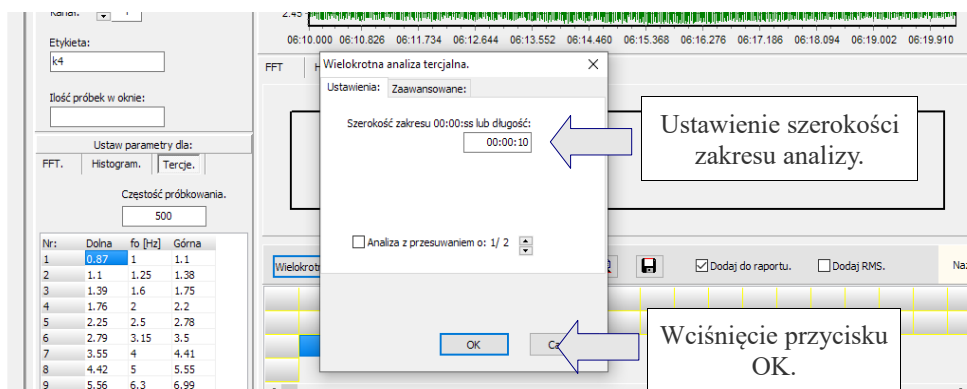 Kanał:
Etykieta:
k4
Ilość próbek w oknie:
Ustaw parametry dla:
FFT. Histogram. Tercje.
Częstość próbkowania.
500
Nr: Dolna fo [Hz] Górna
1 0.87 1 1.1
2 1.1 1.25 1.38
3 1.39 1.6 1.75
4 1.76 2 2.2
5 2.25 2.5 2.78
6 2.79 3.15 3.5
7 3.55 4 4.41
8 4.42 5 5.55
9 5.56 6.3 6.99
2.45
06:10.000 06:10.826 06:11.734 06:12.644 06:13.552 06:14.460 06:15.368 06:16.276 06:17.186 06:18.094 06:19.002 06:19.910
FFT
Wielokrotna analiza tercjalna.
Ustawienia: Zaawansowane:
Szerokość zakresu 00:00:ss lub długość:
00:00:10
Analiza z przesuwaniem o: 1/ 2
OK
Ustawienie szerokości
zakresu analizy.
Dodaj do raportu. Dodaj RMS.
Wciśnięcie przycisku
OK.